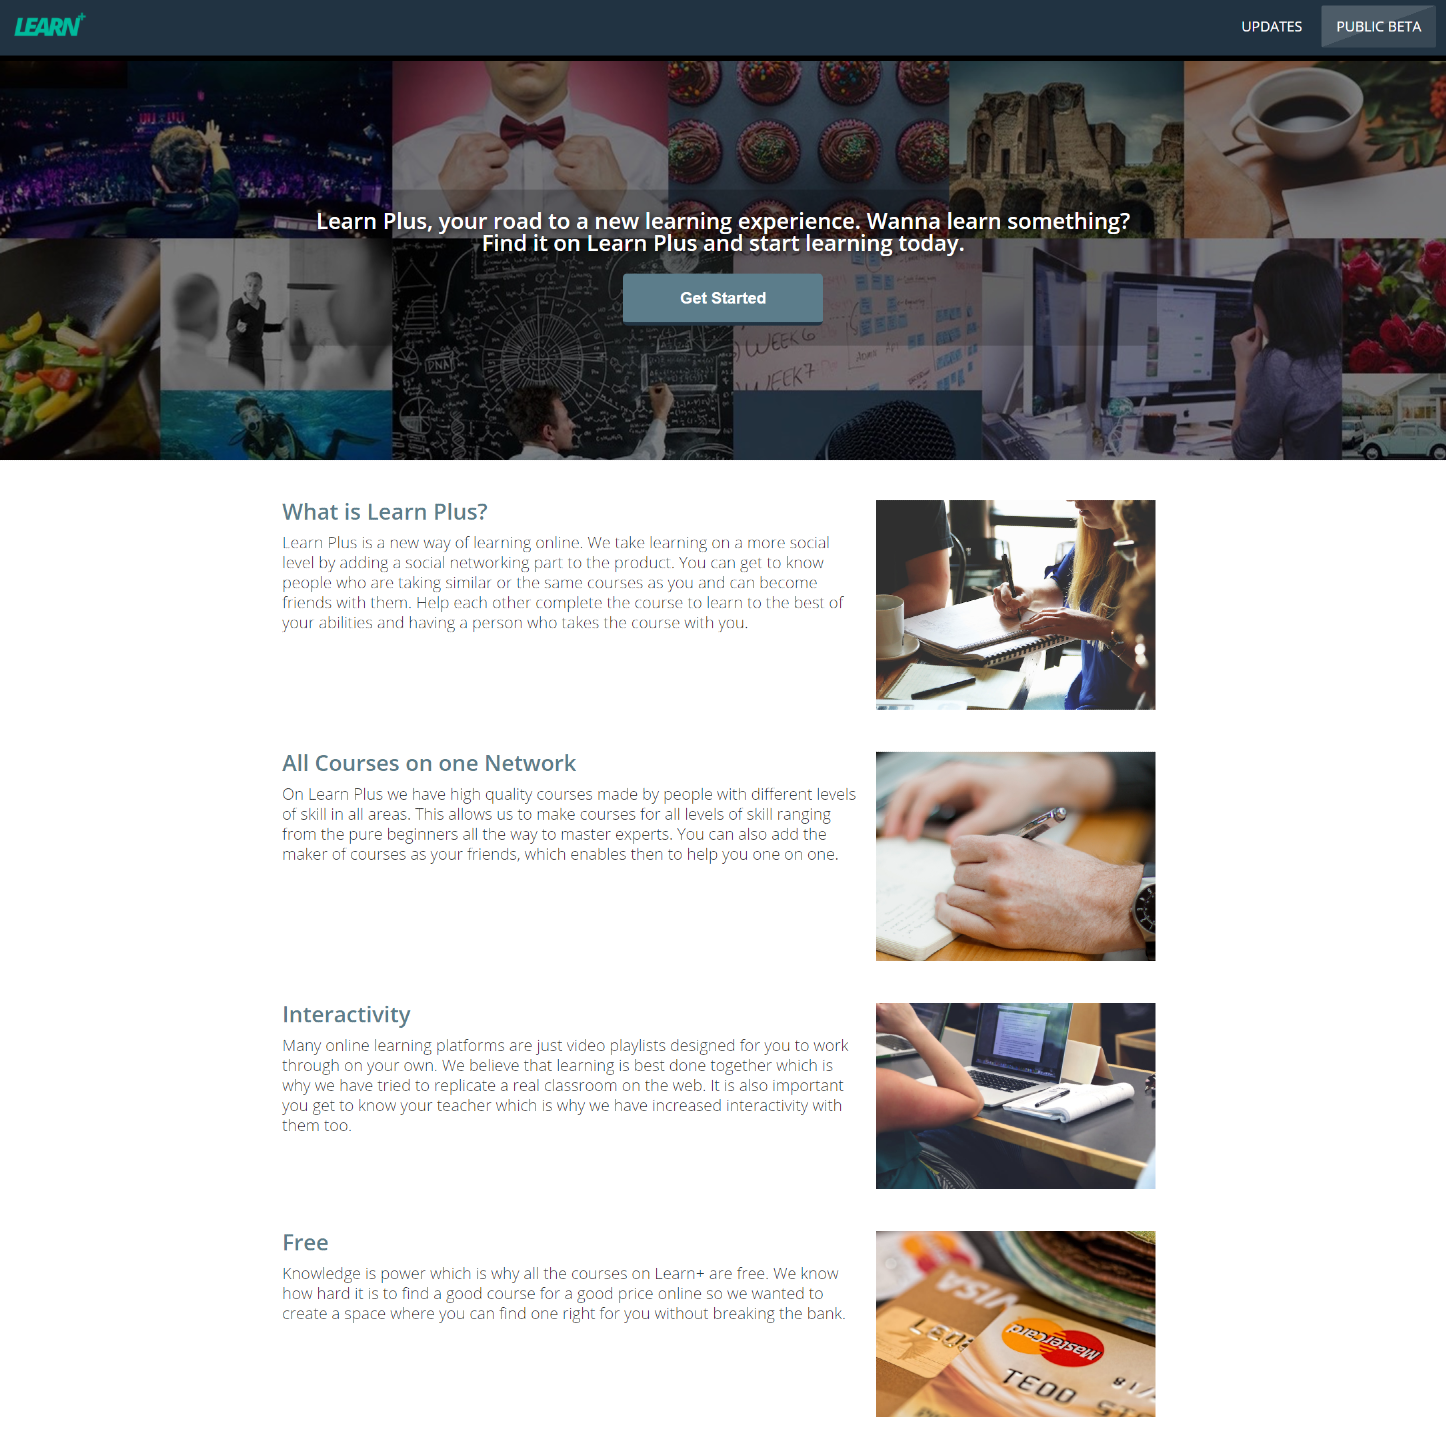 LEARN+
UPDATES
PUBLIC BETA
Learn Plus, your road to a new learning experience. Wanna learn something?
Find it on Learn Plus and start learning today.
Get Started
DNA
WEEK 6
WEEK 7
What is Learn Plus?
Learn Plus is a new way of learning online. We take learning on a more social
level by adding a social networking part to the product. You can get to know
people who are taking similar or the same courses as you and can become
friends with them. Help each other complete the course to learn to the best of
your abilities and having a person who takes the course with you.
All Courses on one Network
On Learn Plus we have high quality courses made by people with different levels
of skill in all areas. This allows us to make courses for all levels of skill ranging
from the pure beginners all the way to master experts. You can also add the
maker of courses as your friends, which enables then to help you one on one.
Interactivity
Many online learning platforms are just video playlists designed for you to work
through on your own. We believe that learning is best done together which is
why we have tried to replicate a real classroom on the web. It is also important
you get to know your teacher which is why we have increased interactivity with
them too.
Free
Knowledge is power which is why all the courses on Learn+ are free. We know
how hard it is to find a good course for a good price online so we wanted to
create a space where you can find one right for you without breaking the bank.
VISA
MasterCard